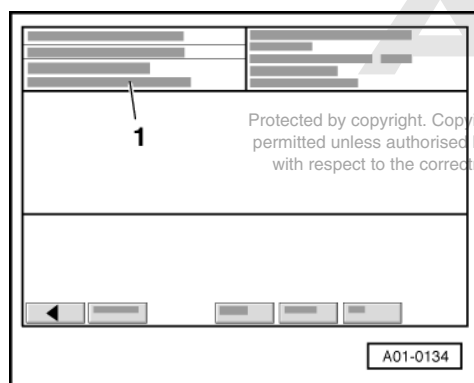 1
Protected by copyright. Copy
permitted unless authorised
with respect to the correct
A01-0134